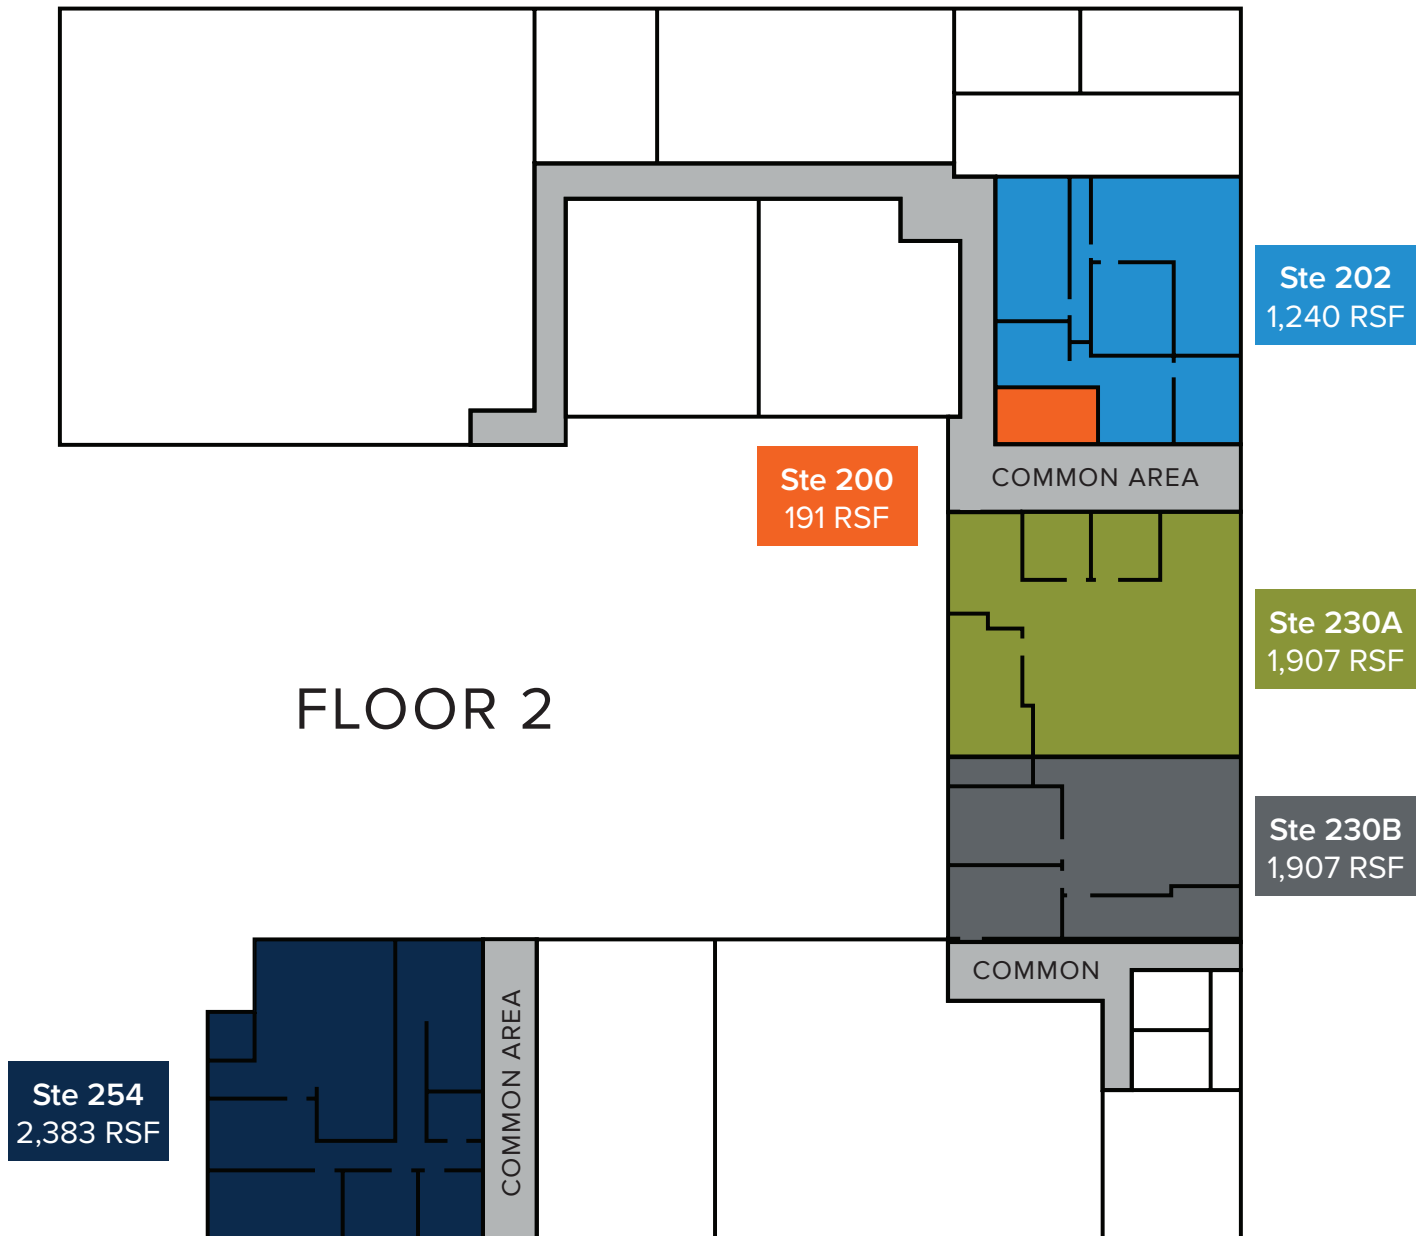 Ste 202
1,240 RSF
Ste 200
191 RSF
COMMON AREA
Ste 230A
1,907 RSF
FLOOR 2
Ste 230B
1,907 RSF
COMMON
COMMON AREA
Ste 254
2,383 RSF